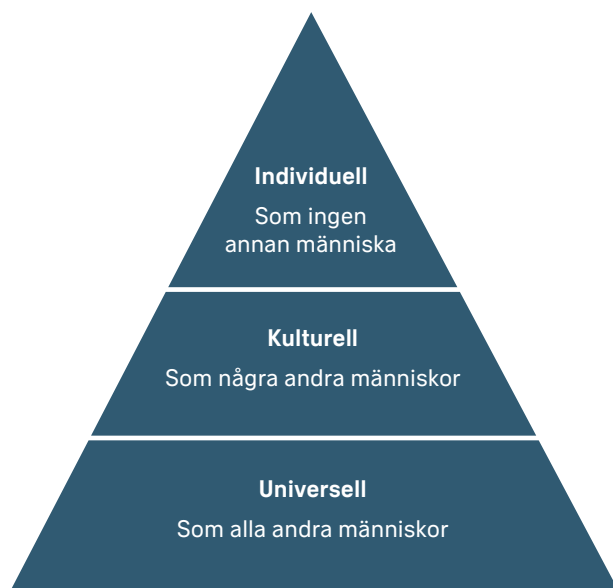 Individuell
Som ingen
annan människa
Kulturell
Som några andra människor
Universell
Som alla andra människor